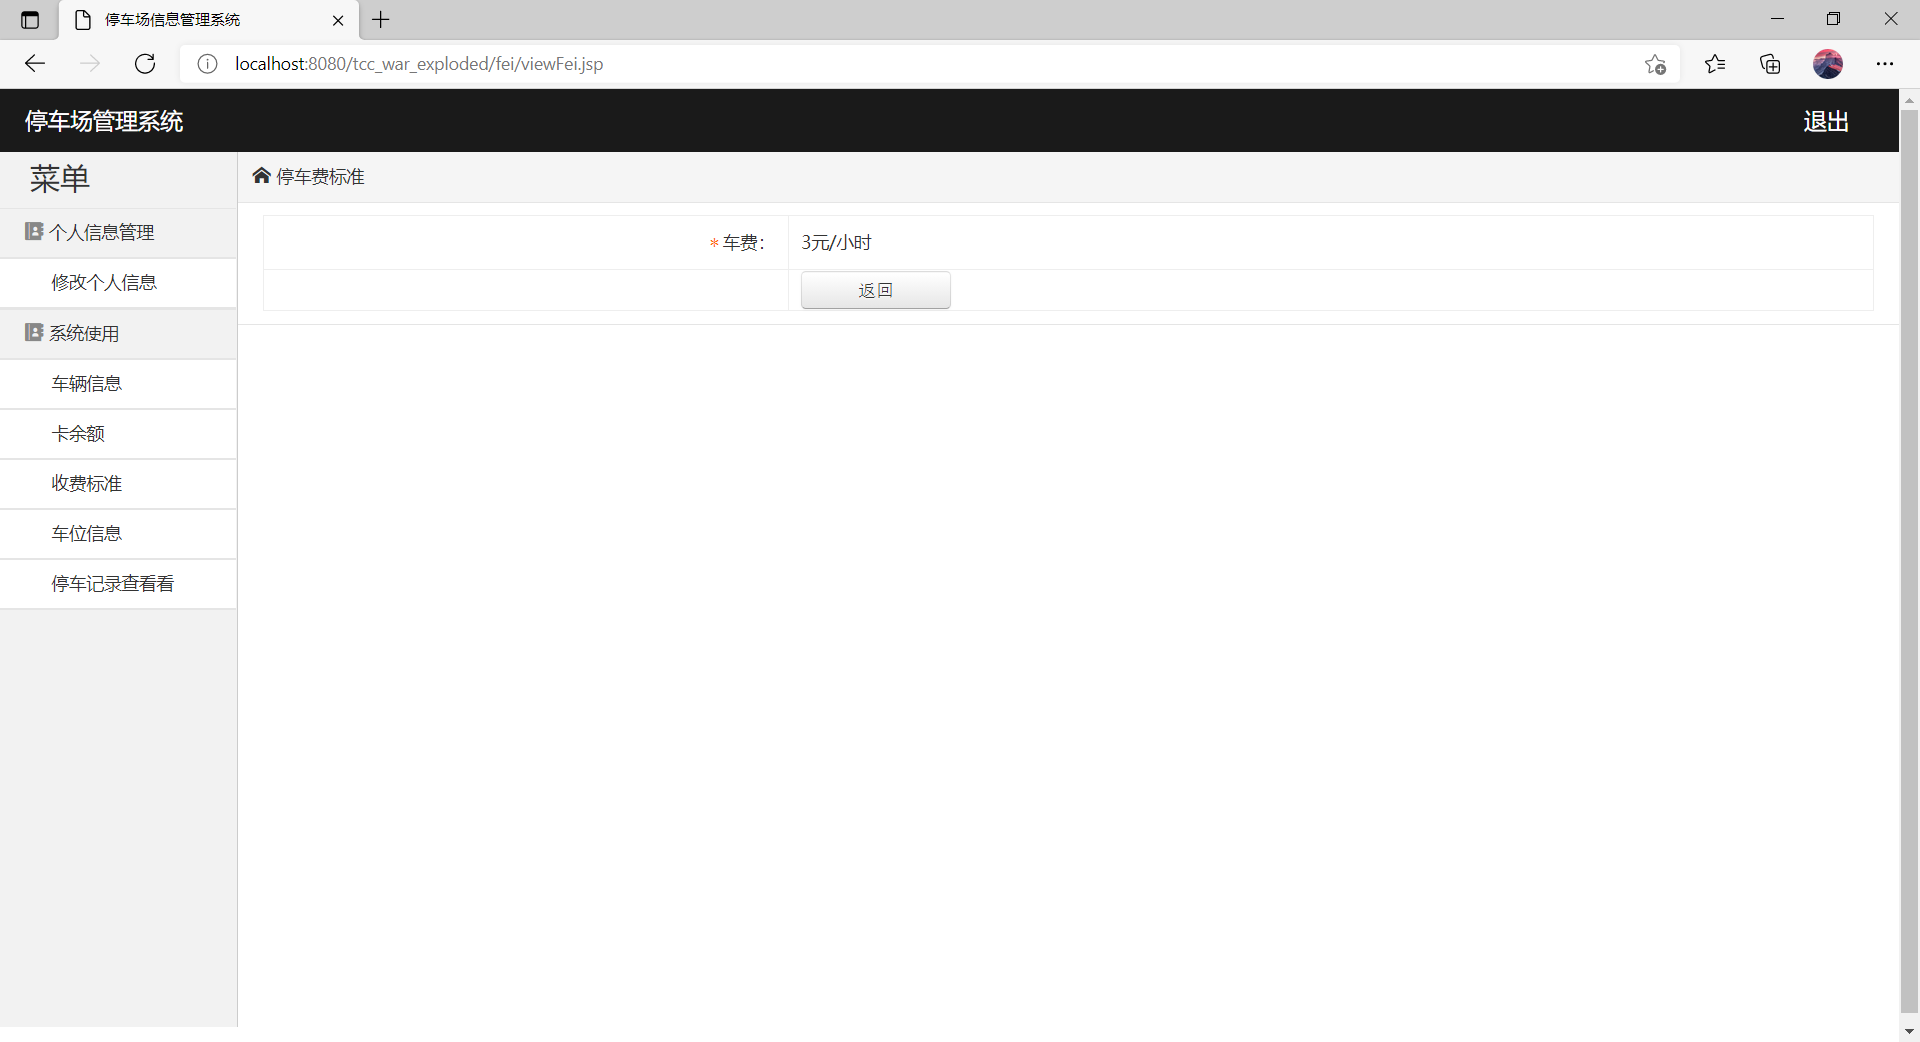 停车场信息管理系统
localhost:8080/tcc_war_exploded/fei/viewFei.jsp
停车场管理系统
退出
菜单
停车费标准
个人信息管理
修改个人信息
系统使用
车辆信息
卡余额
收费标准
车位信息
停车记录查看看
*车费： 3元/小时
返回